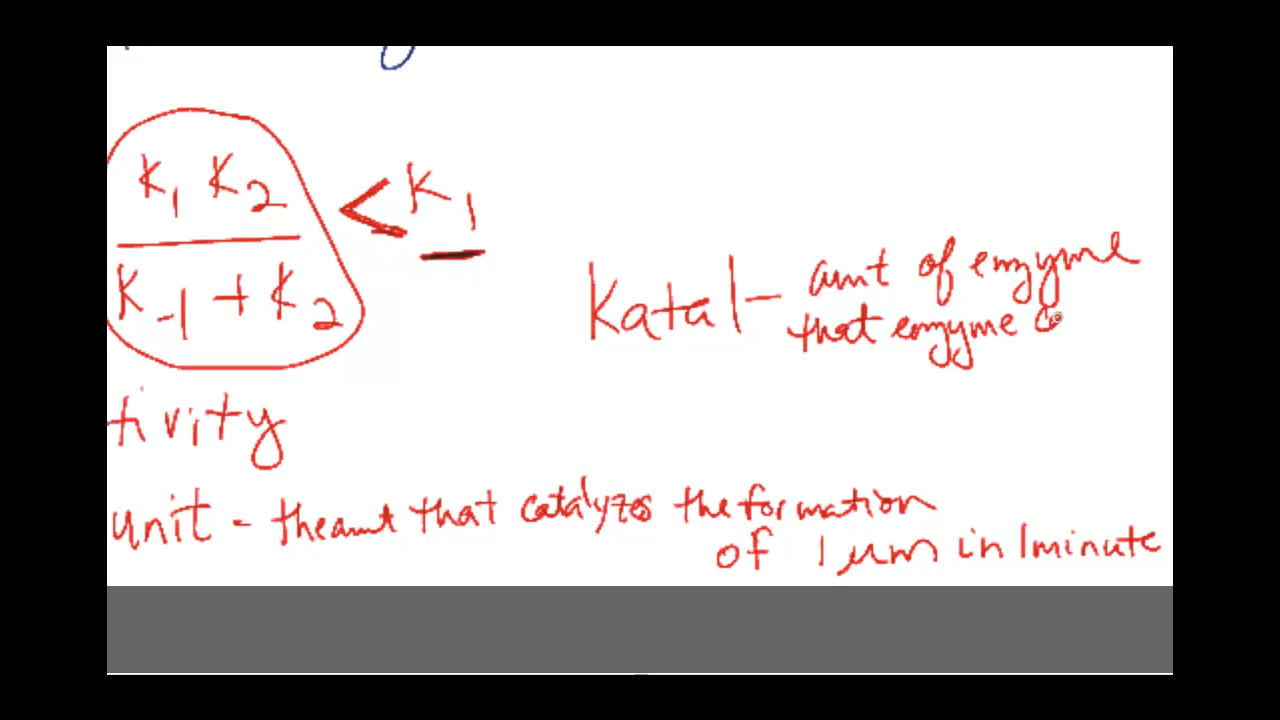 K₁ K₂ < K₁
K₋₁ + K₂
Katal - amt of enzyme
that enzyme c
tivity
unit - the amt that catalyzes the formation
of 1 μm in 1 minute